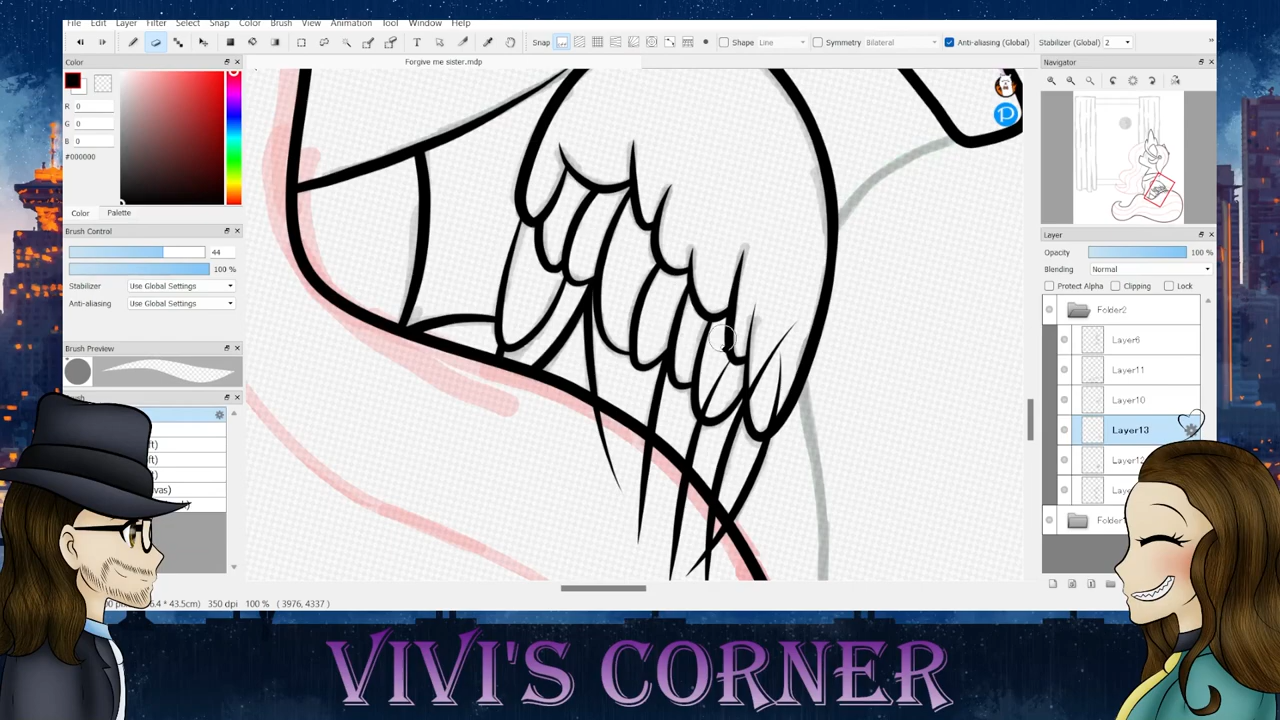 File Edit Layer Filter Select Snap Color Brush View Animation Tool Window Help
Snap Shape Line Symmetry Bilateral Anti-aliasing (Global) Stabilizer (Global) 2
Color
Forgive me sister.mdp
Navigator
R 0
G 0
B 0
#000000
Color Palette
Brush Control
44
100 %
Stabilizer Use Global Settings
Anti-aliasing Use Global Settings
Brush Preview
Layer
Opacity 100 %
Blending Normal
Protect Alpha Clipping Lock
Folder2
Layer6
Layer11
Layer10
Layer13
350 dpi 100 % ( 3976, 4337 )
VIVI'S CORNER